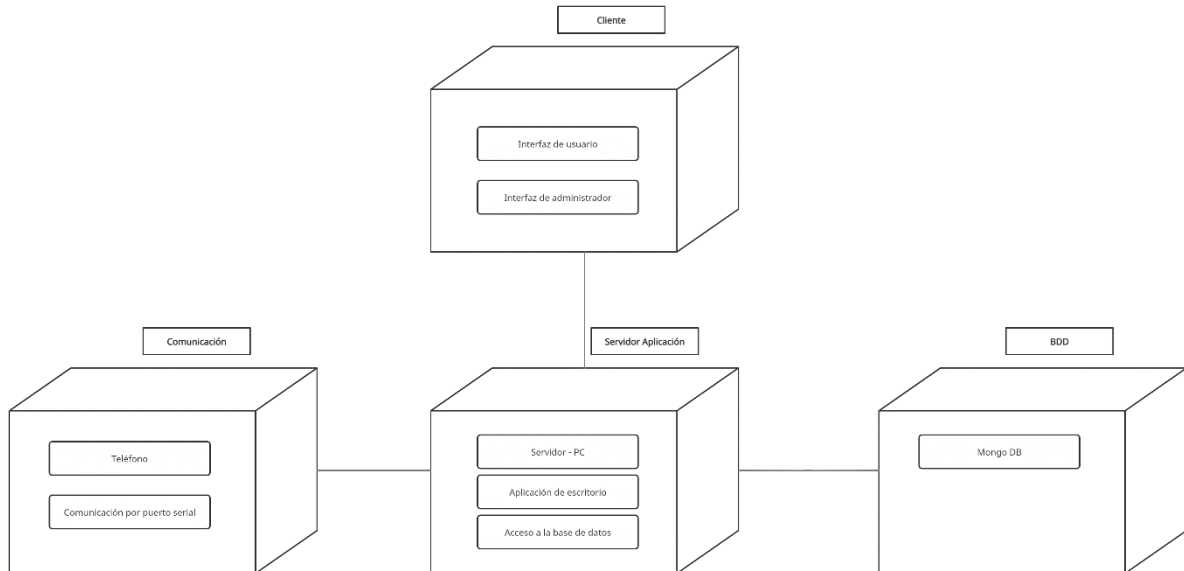 Cliente
Interfaz de usuario
Interfaz de administrador
Comunicación
Servidor Aplicación
BDD
Teléfono
Comunicación por puerto serial
Servidor - PC
Aplicación de escritorio
Acceso a la base de datos
Mongo DB